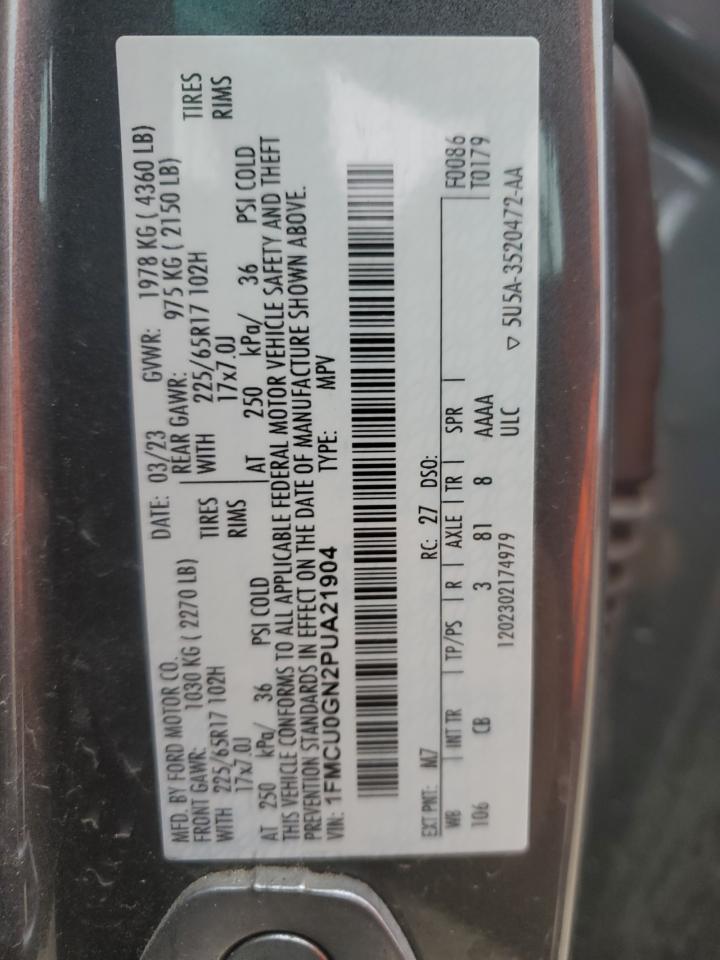 MFD. BY FORD MOTOR CO. DATE: 03/23 GVWR: 1978 KG ( 4360 LB)
FRONT GAWR: 1030 KG ( 2270 LB) REAR GAWR: 975 KG ( 2150 LB)
WITH 225/65R17 102H TIRES WITH 225/65R17 102H TIRES
17x7.0J RIMS 17x7.0J RIMS
AT 250 kPa/ 36 PSI COLD AT 250 kPa/ 36 PSI COLD
THIS VEHICLE CONFORMS TO ALL APPLICABLE FEDERAL MOTOR VEHICLE SAFETY AND THEFT
PREVENTION STANDARDS IN EFFECT ON THE DATE OF MANUFACTURE SHOWN ABOVE.
VIN: 1FMCU0GN2PUA21904 TYPE: MPV
EXT PNT: M7 RC: 27 DSO: F0086
WB INT TR TP/PS R AXLE TR SPR T0179
106 CB 3 81 8 AAAA
1202302174979 ULC ▽ 5U5A-3520472-AA